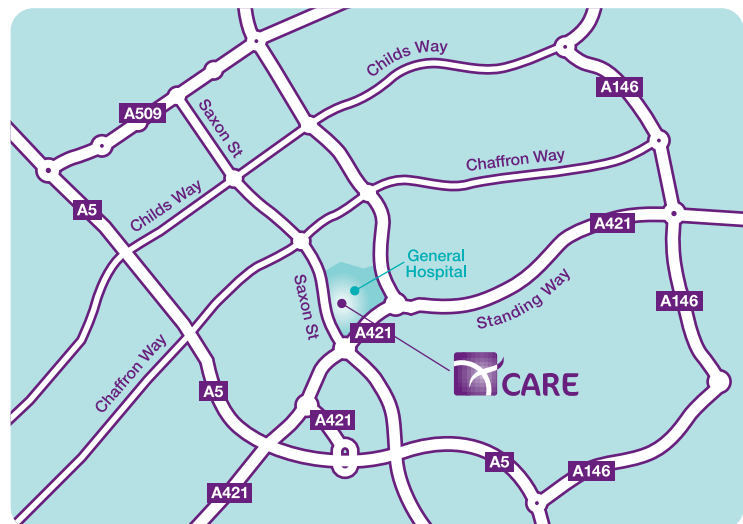 Childs Way
A146
A509
Saxon St
Chaffron Way
Childs Way
A5
A421
General
Hospital
Standing Way
Saxon St
A146
A421
Chaffron Way
CARE
A5
A421
A5
A146
A421